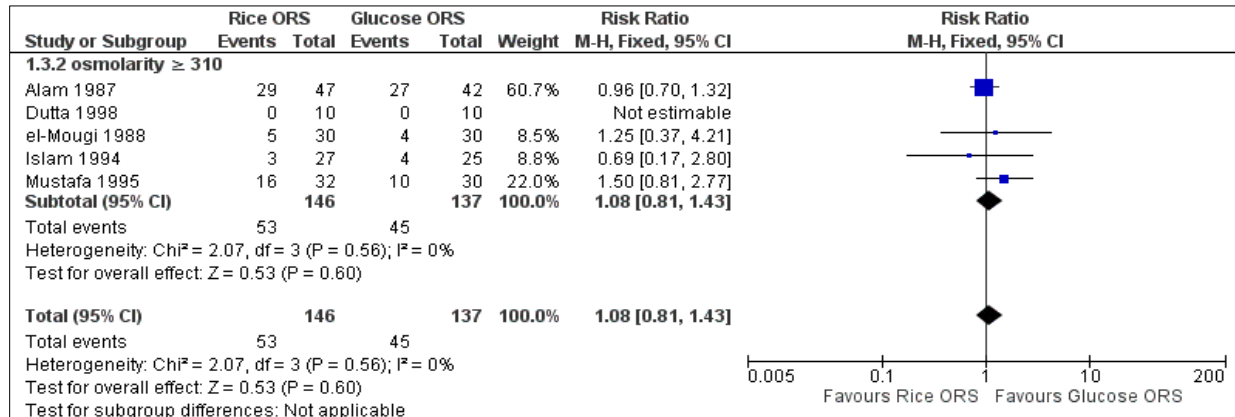 Rice ORS Glucose ORS Risk Ratio Risk Ratio
Study or Subgroup Events Total Events Total Weight M-H, Fixed, 95% CI M-H, Fixed, 95% CI
1.3.2 osmolarity ≥ 310
Alam 1987 29 47 27 42 60.7% 0.96 [0.70, 1.32]
Dutta 1998 0 10 0 10 Not estimable
el-Mougi 1988 5 30 4 30 8.5% 1.25 [0.37, 4.21]
Islam 1994 3 27 4 25 8.8% 0.69 [0.17, 2.80]
Mustafa 1995 16 32 10 30 22.0% 1.50 [0.81, 2.77]
Subtotal (95% CI) 146 137 100.0% 1.08 [0.81, 1.43]
Total events 53 45
Heterogeneity: Chi² = 2.07, df = 3 (P = 0.56); I² = 0%
Test for overall effect: Z = 0.53 (P = 0.60)
Total (95% CI) 146 137 100.0% 1.08 [0.81, 1.43]
Total events 53 45
Heterogeneity: Chi² = 2.07, df = 3 (P = 0.56); I² = 0%
Test for overall effect: Z = 0.53 (P = 0.60)
Test for subgroup differences: Not applicable
0.005 0.1 1 10 200
Favours Rice ORS Favours Glucose ORS